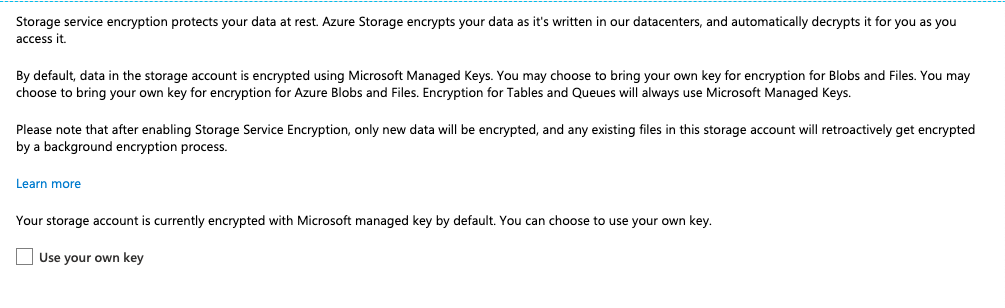 Storage service encryption protects your data at rest. Azure Storage encrypts your data as it's written in our datacenters, and automatically decrypts it for you as you
access it.
By default, data in the storage account is encrypted using Microsoft Managed Keys. You may choose to bring your own key for encryption for Blobs and Files. You may
choose to bring your own key for encryption for Azure Blobs and Files. Encryption for Tables and Queues will always use Microsoft Managed Keys.
Please note that after enabling Storage Service Encryption, only new data will be encrypted, and any existing files in this storage account will retroactively get encrypted
by a background encryption process.
Learn more
Your storage account is currently encrypted with Microsoft managed key by default. You can choose to use your own key.
Use your own key